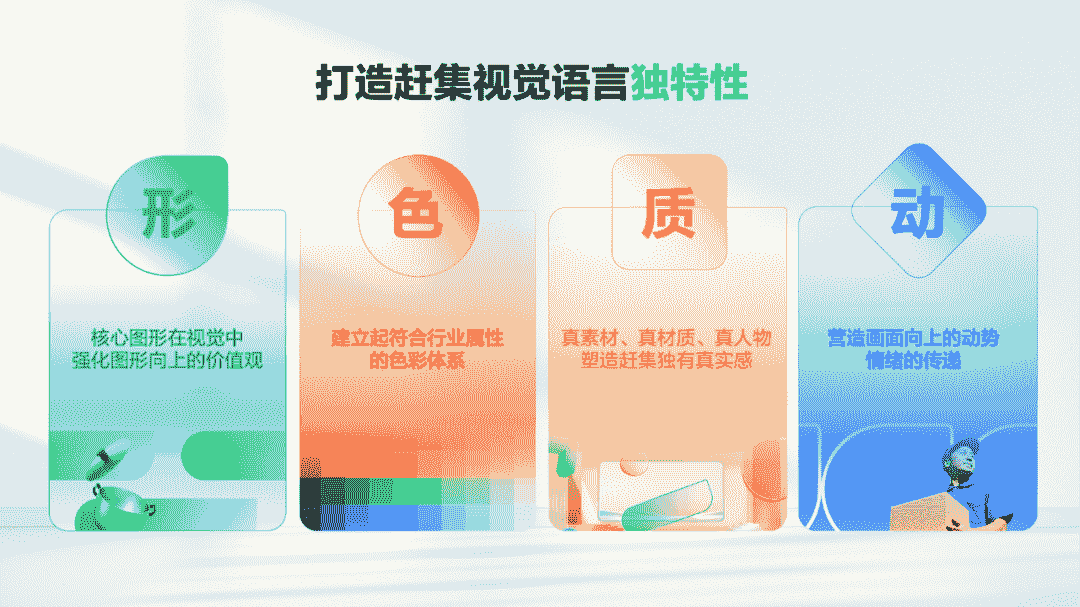 打造赶集视觉语言独特性
形
核心图形在视觉中
强化图形向上的价值观
色
建立起符合行业属性
的色彩体系
质
真素材、真材质、真人物
塑造赶集独有真实感
动
营造画面向上的动势
情绪的传递